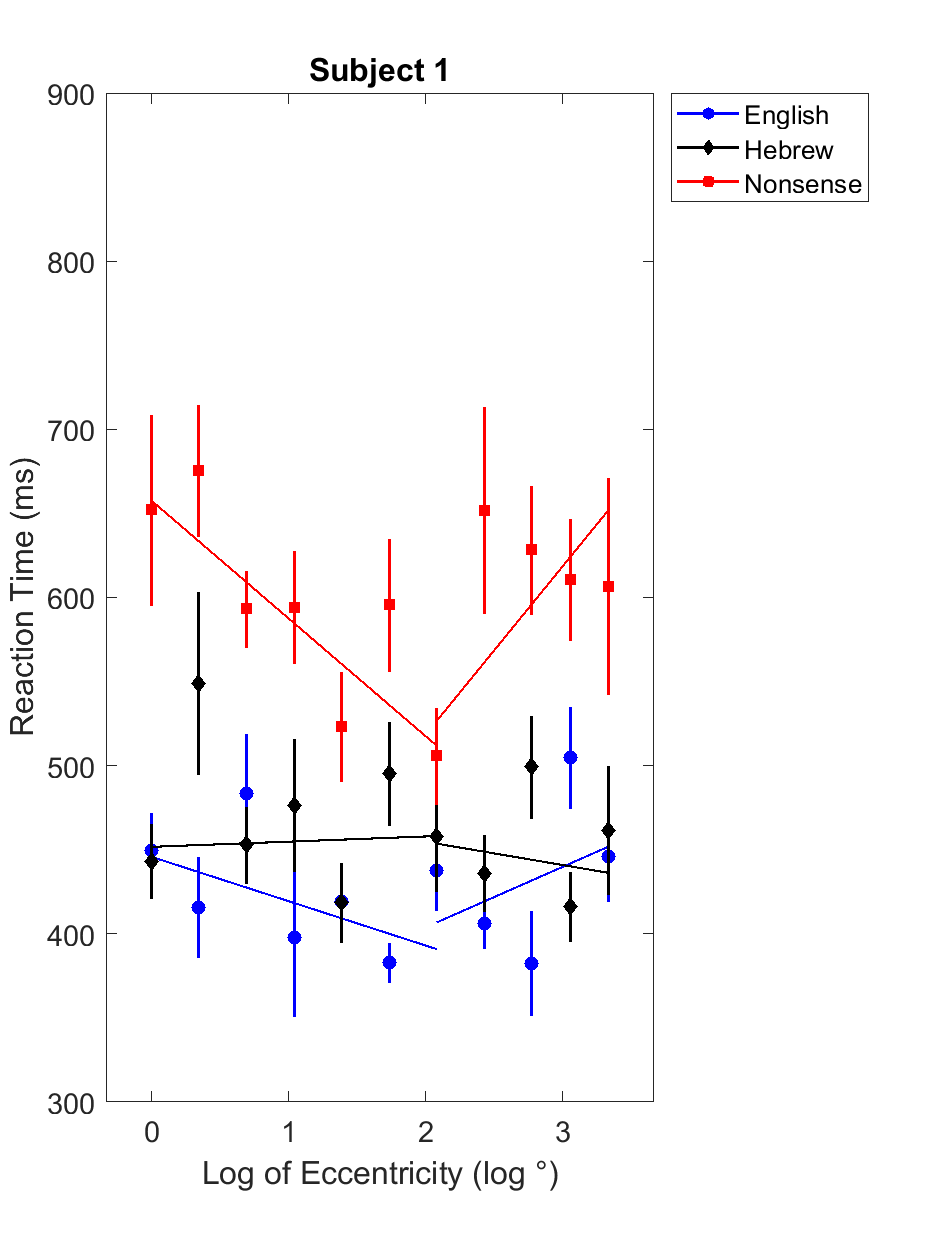 Subject 1
900
800
700
600
500
400
300
Reaction Time (ms)
0 1 2 3
Log of Eccentricity (log °)
English
Hebrew
Nonsense